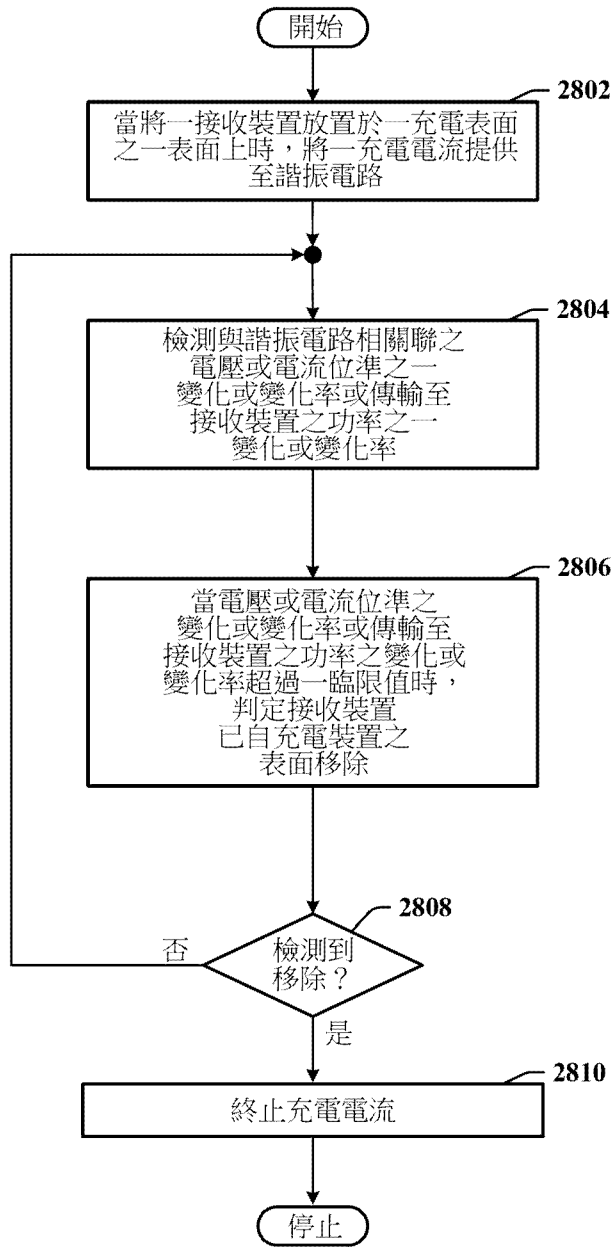 開始
2802
當將一接收裝置放置於一充電表面
之一表面上時，將一充電電流提供
至諧振電路
2804
檢測與諧振電路相關聯之
電壓或電流位準之一
變化或變化率或傳輸至
接收裝置之功率之一
變化或變化率
2806
當電壓或電流位準之
變化或變化率或傳輸至
接收裝置之功率之變化或
變化率超過一臨限值時，
判定接收裝置
已自充電裝置之
表面移除
2808
否
檢測到
移除？
是
2810
終止充電電流
停止